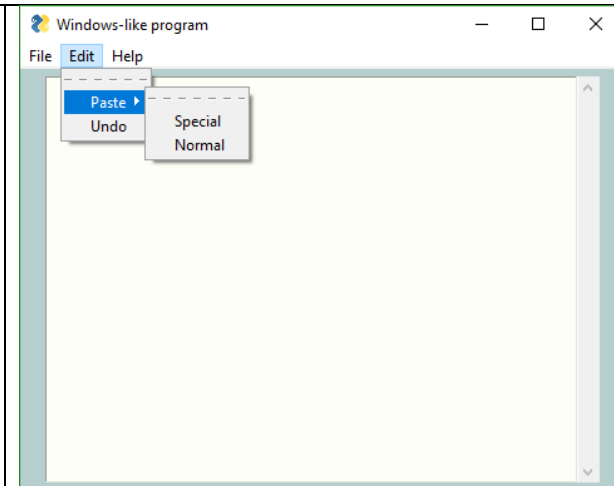 Windows-like program
File Edit Help
Paste
Undo
Special
Normal